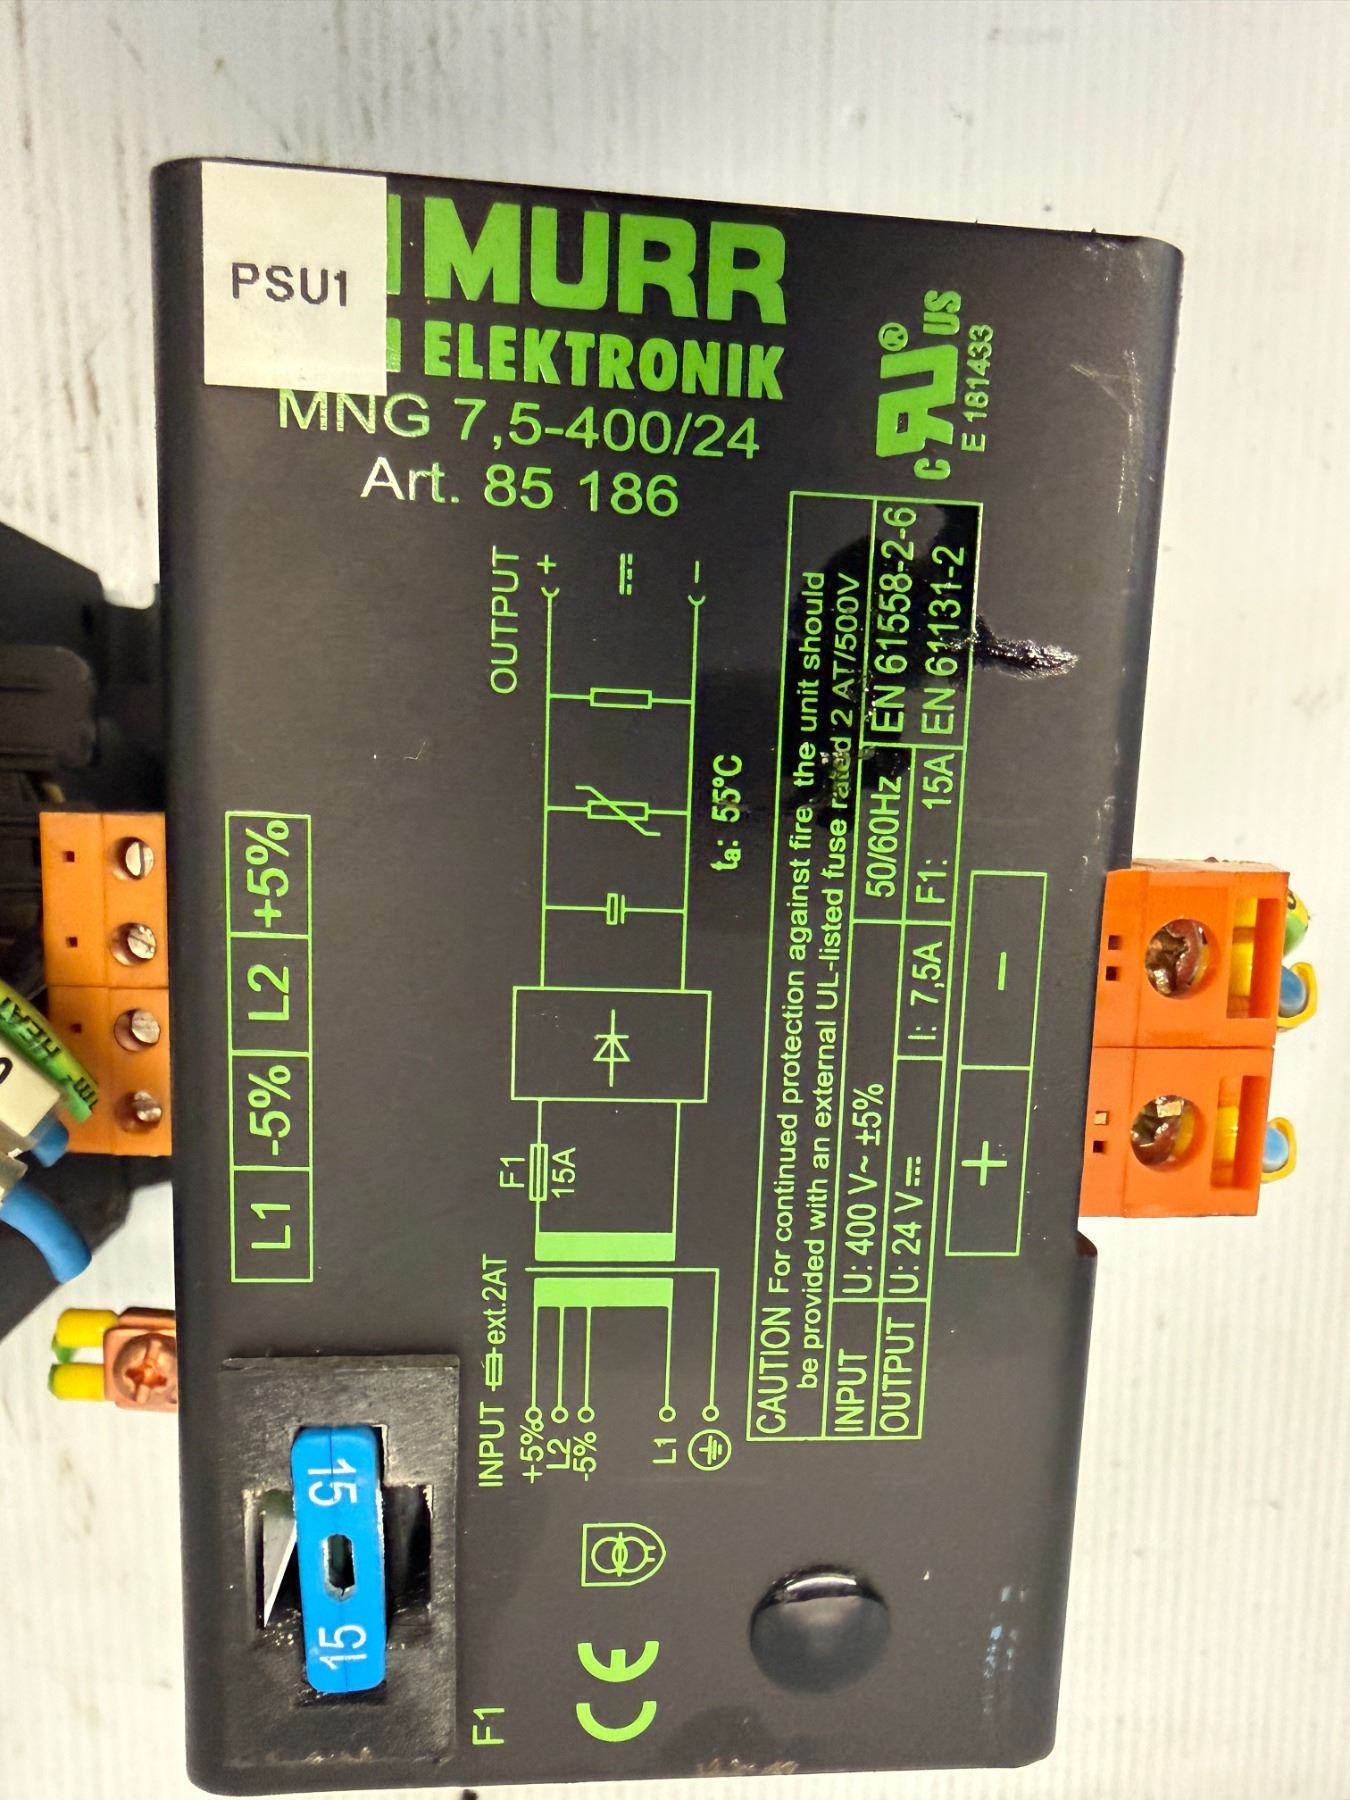 PSU1
MURR
ELEKTRONIK
MNG 7,5-400/24
Art. 85 186
c RU ® US
E 181433
L1 -5% L2 +5%
OUTPUT
+
-
F1
15A
ta: 55°C
INPUT ext.2AT
+5%
L2
-5%
L1
CAUTION For continued protection against fire, the unit should
be provided with an external UL-listed fuse rated 2 AT/500V
INPUT U: 400 V~ ±5% 50/60Hz EN 61558-2-6
OUTPUT U: 24 V I: 7,5A F1: 15A EN 61131-2
+ -
15 15
F1
CE
HEAT